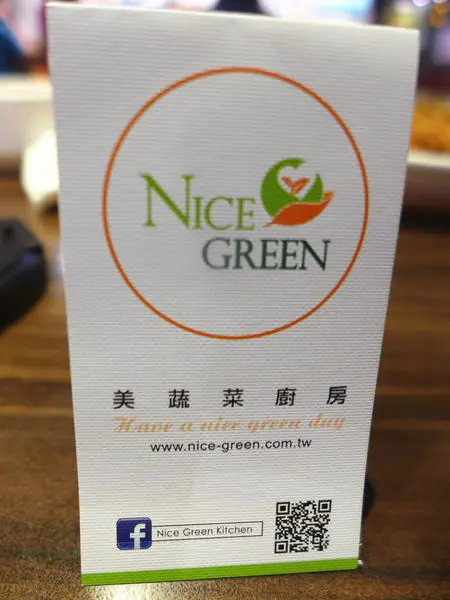 NICE
GREEN
美蔬菜廚房
Have a nice green day
www.nice-green.com.tw
Nice Green Kitchen